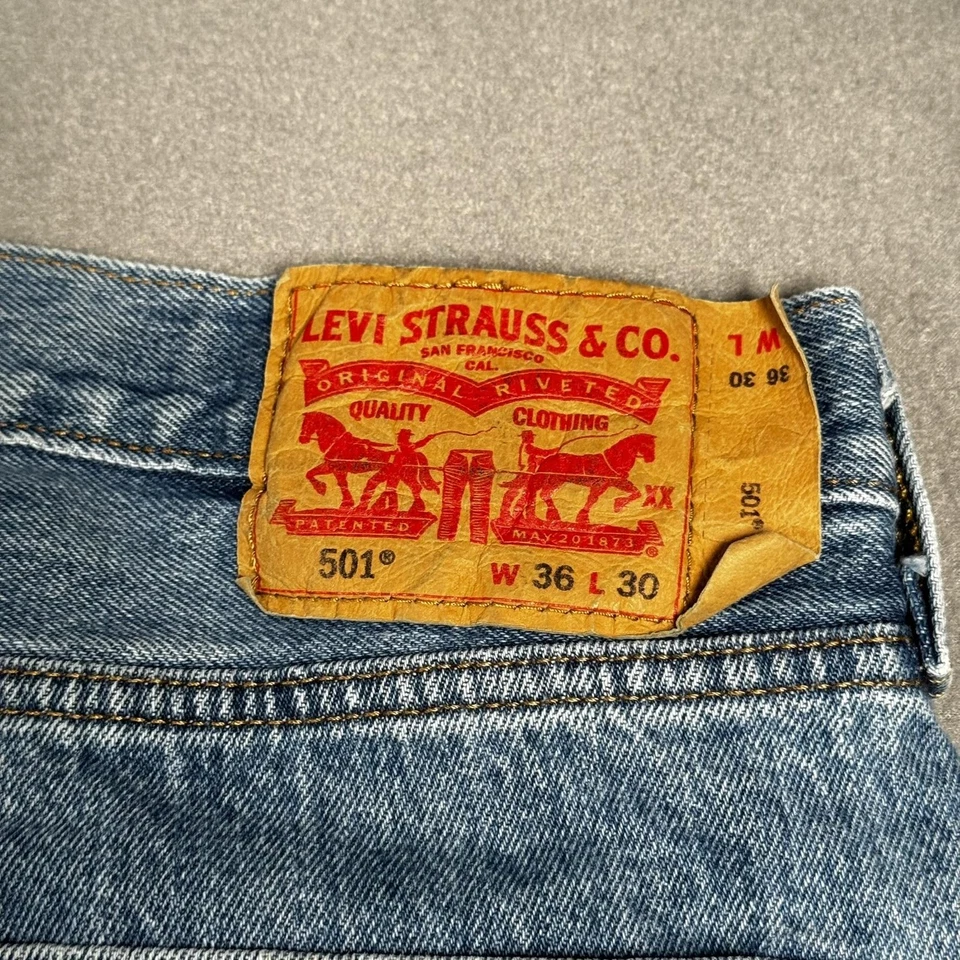 LEVI STRAUSS & CO.
SAN FRANCISCO
CAL.
ORIGINAL RIVETED
QUALITY CLOTHING
XX
PATENTED MAY 20 1873 ®
501® W 36 L 30
W L
36 30
501®